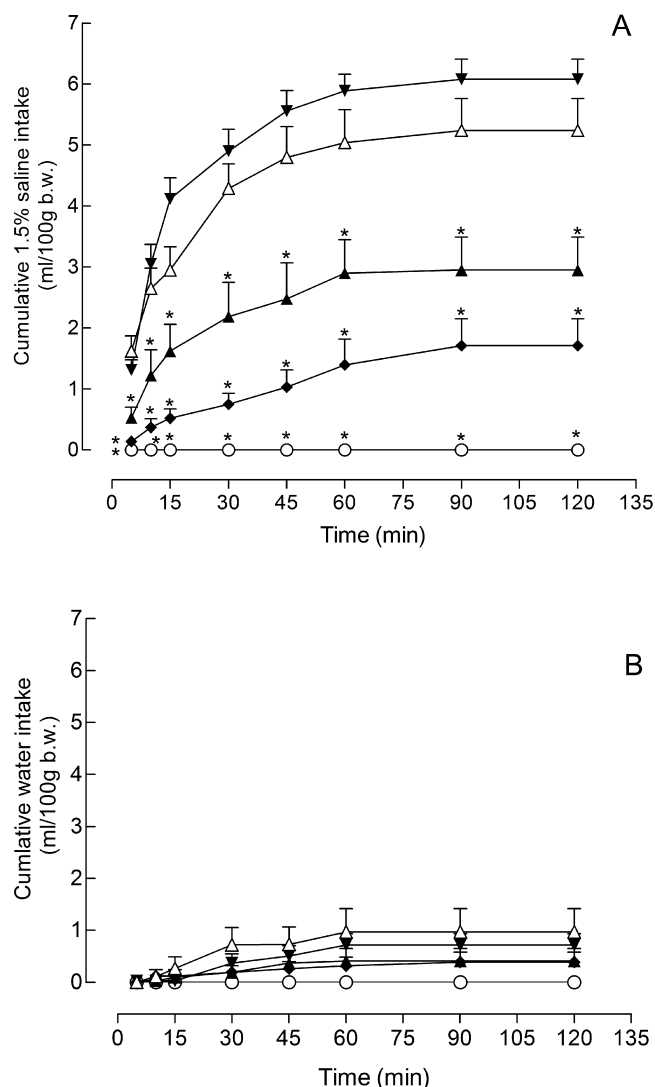 A
Cumulative 1.5% saline intake
(ml/100g b.w.)
7
6
5
4
3
2
1
0
* * * * * *
* * * * * * * *
* * * * * * * *
0 15 30 45 60 75 90 105 120 135
Time (min)
B
Cumlative water intake
(ml/100g b.w.)
7
6
5
4
3
2
1
0
0 15 30 45 60 75 90 105 120 135
Time (min)